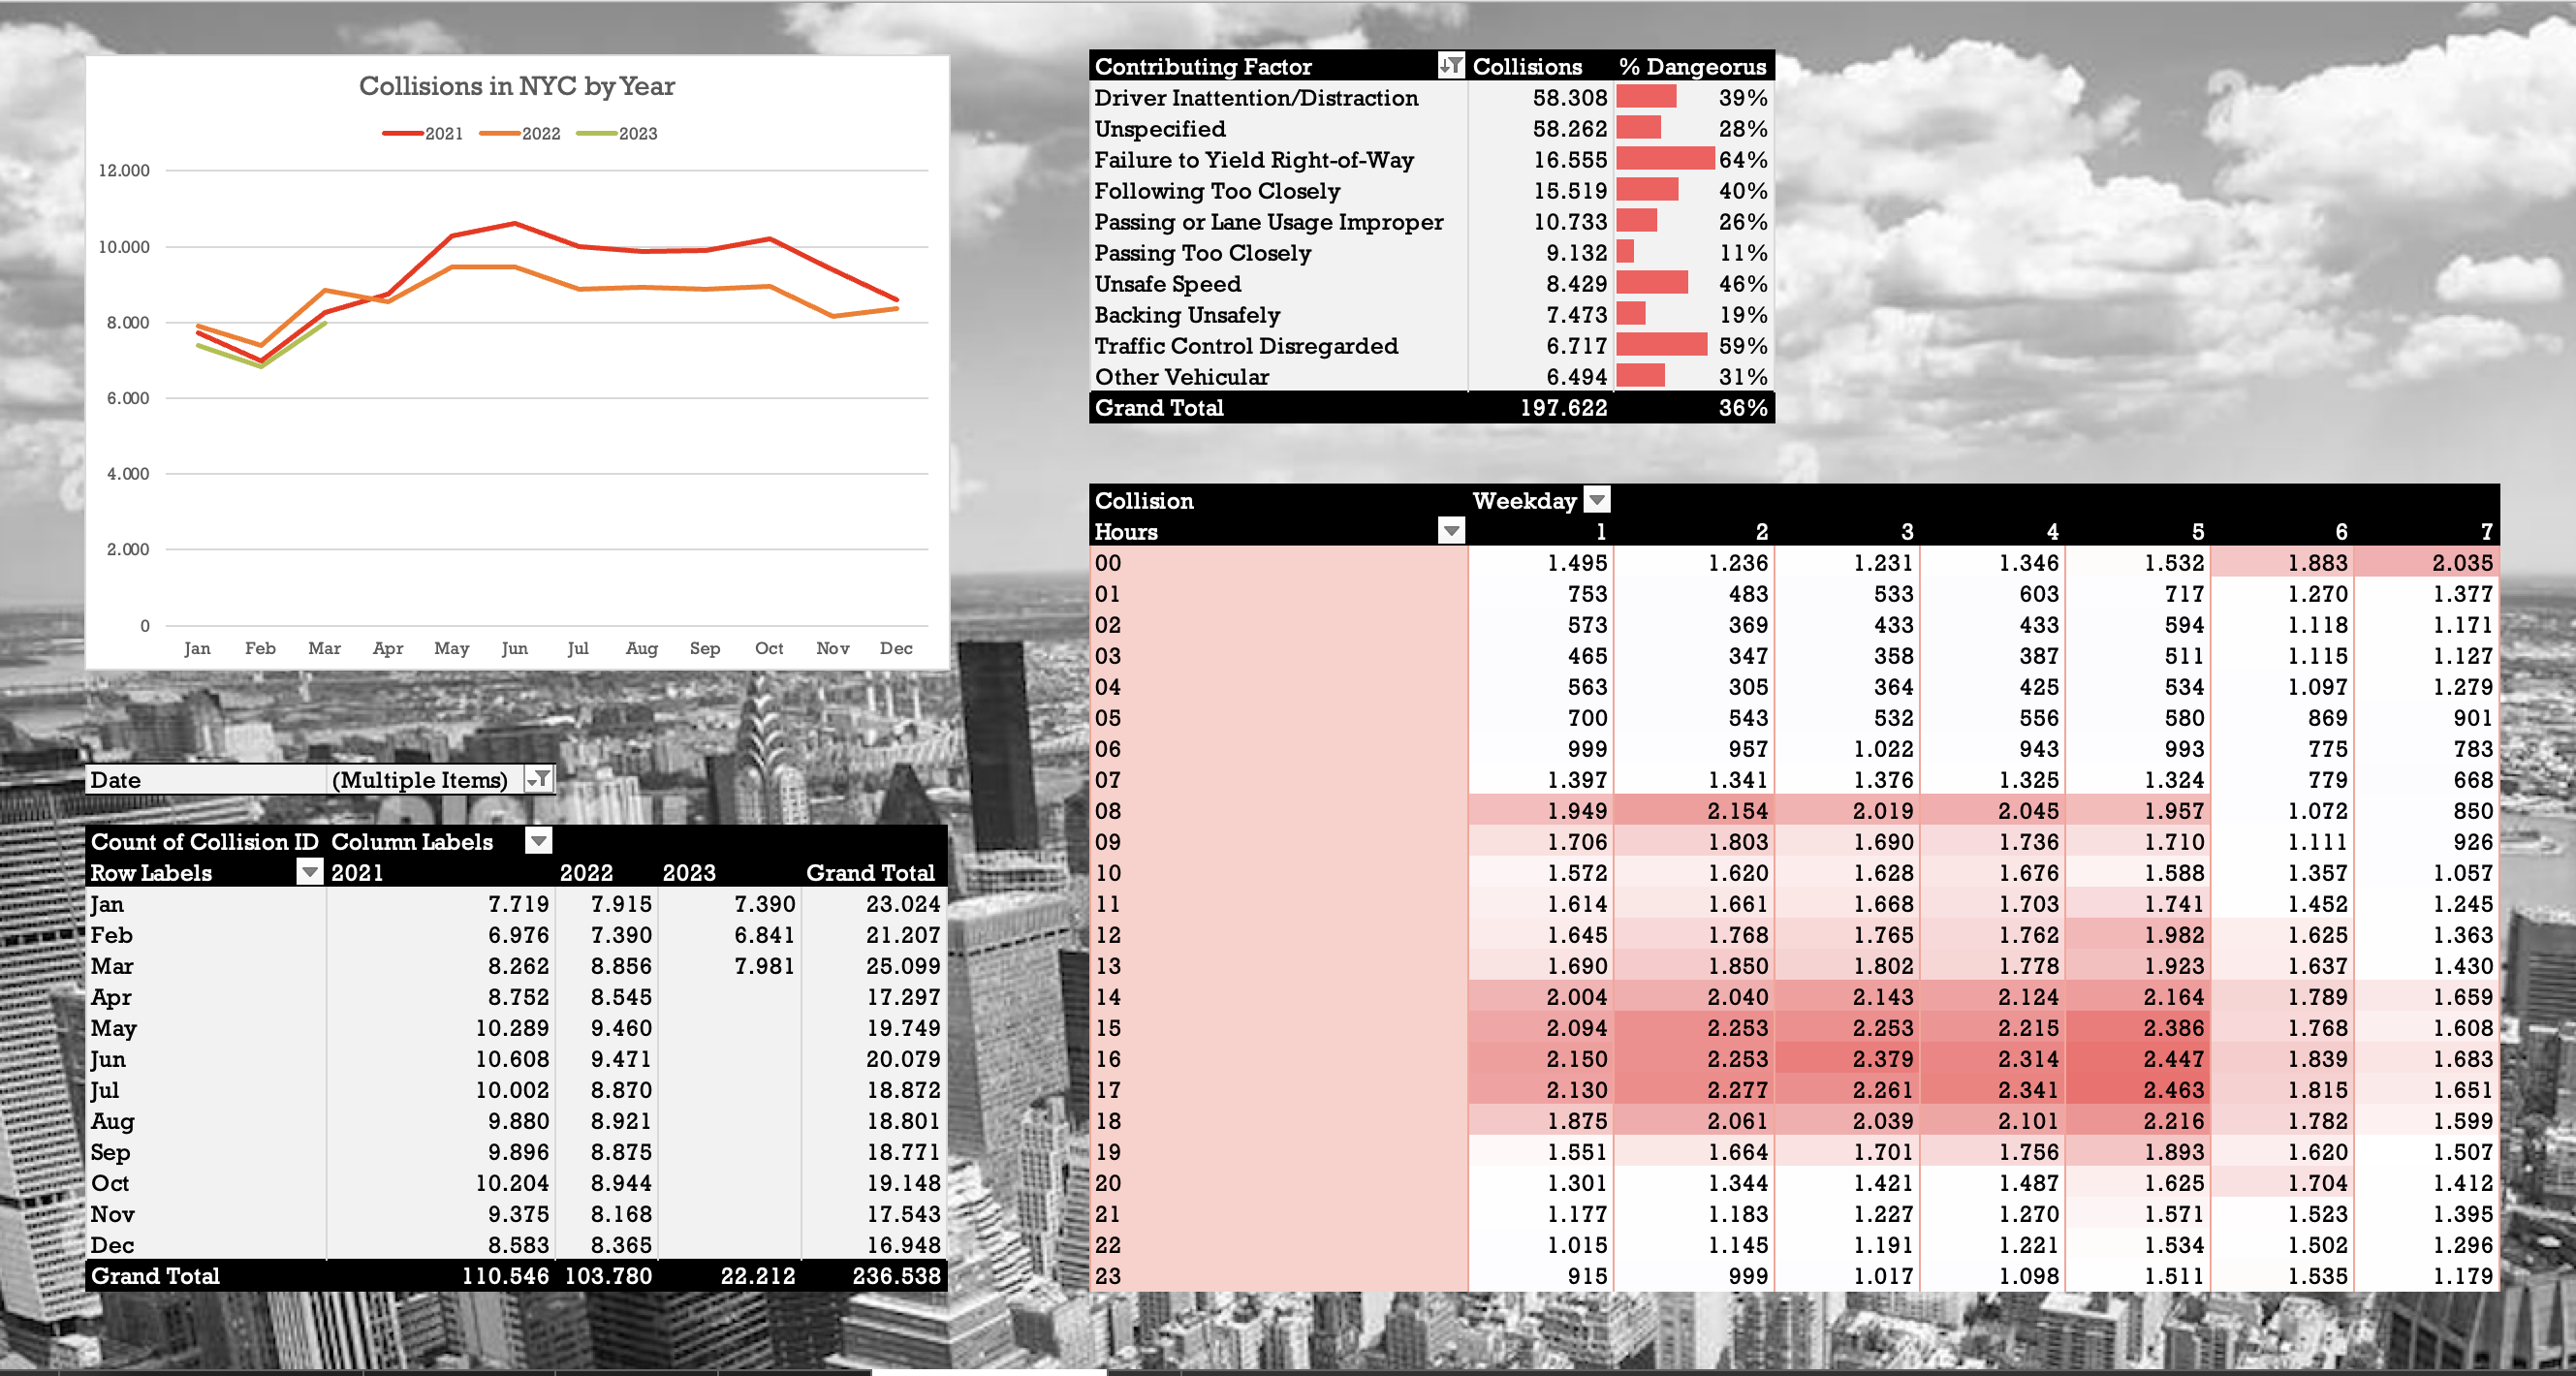 Collisions in NYC by Year
2021 2022 2023
12.000
10.000
8.000
6.000
4.000
2.000
0
Jan Feb Mar Apr May Jun Jul Aug Sep Oct Nov Dec
Date (Multiple Items)
Count of Collision ID Column Labels
Row Labels 2021 2022 2023 Grand Total
Jan 7.719 7.915 7.390 23.024
Feb 6.976 7.390 6.841 21.207
Mar 8.262 8.856 7.981 25.099
Apr 8.752 8.545 17.297
May 10.289 9.460 19.749
Jun 10.608 9.471 20.079
Jul 10.002 8.870 18.872
Aug 9.880 8.921 18.801
Sep 9.896 8.875 18.771
Oct 10.204 8.944 19.148
Nov 9.375 8.168 17.543
Dec 8.583 8.365 16.948
Grand Total 110.546 103.780 22.212 236.538
Contributing Factor Collisions % Dangeorus
Driver Inattention/Distraction 58.308 39%
Unspecified 58.262 28%
Failure to Yield Right-of-Way 16.555 64%
Following Too Closely 15.519 40%
Passing or Lane Usage Improper 10.733 26%
Passing Too Closely 9.132 11%
Unsafe Speed 8.429 46%
Backing Unsafely 7.473 19%
Traffic Control Disregarded 6.717 59%
Other Vehicular 6.494 31%
Grand Total 197.622 36%
Collision Weekday
Hours 1 2 3 4 5 6 7
00 1.495 1.236 1.231 1.346 1.532 1.883 2.035
01 753 483 533 603 717 1.270 1.377
02 573 369 433 433 594 1.118 1.171
03 465 347 358 387 511 1.115 1.127
04 563 305 364 425 534 1.097 1.279
05 700 543 532 556 580 869 901
06 999 957 1.022 943 993 775 783
07 1.397 1.341 1.376 1.325 1.324 779 668
08 1.949 2.154 2.019 2.045 1.957 1.072 850
09 1.706 1.803 1.690 1.736 1.710 1.111 926
10 1.572 1.620 1.628 1.676 1.588 1.357 1.057
11 1.614 1.661 1.668 1.703 1.741 1.452 1.245
12 1.645 1.768 1.765 1.762 1.982 1.625 1.363
13 1.690 1.850 1.802 1.778 1.923 1.637 1.430
14 2.004 2.040 2.143 2.124 2.164 1.789 1.659
15 2.094 2.253 2.253 2.215 2.386 1.768 1.608
16 2.150 2.253 2.379 2.314 2.447 1.839 1.683
17 2.130 2.277 2.261 2.341 2.463 1.815 1.651
18 1.875 2.061 2.039 2.101 2.216 1.782 1.599
19 1.551 1.664 1.701 1.756 1.893 1.620 1.507
20 1.301 1.344 1.421 1.487 1.625 1.704 1.412
21 1.177 1.183 1.227 1.270 1.571 1.523 1.395
22 1.015 1.145 1.191 1.221 1.534 1.502 1.296
23 915 999 1.017 1.098 1.511 1.535 1.179